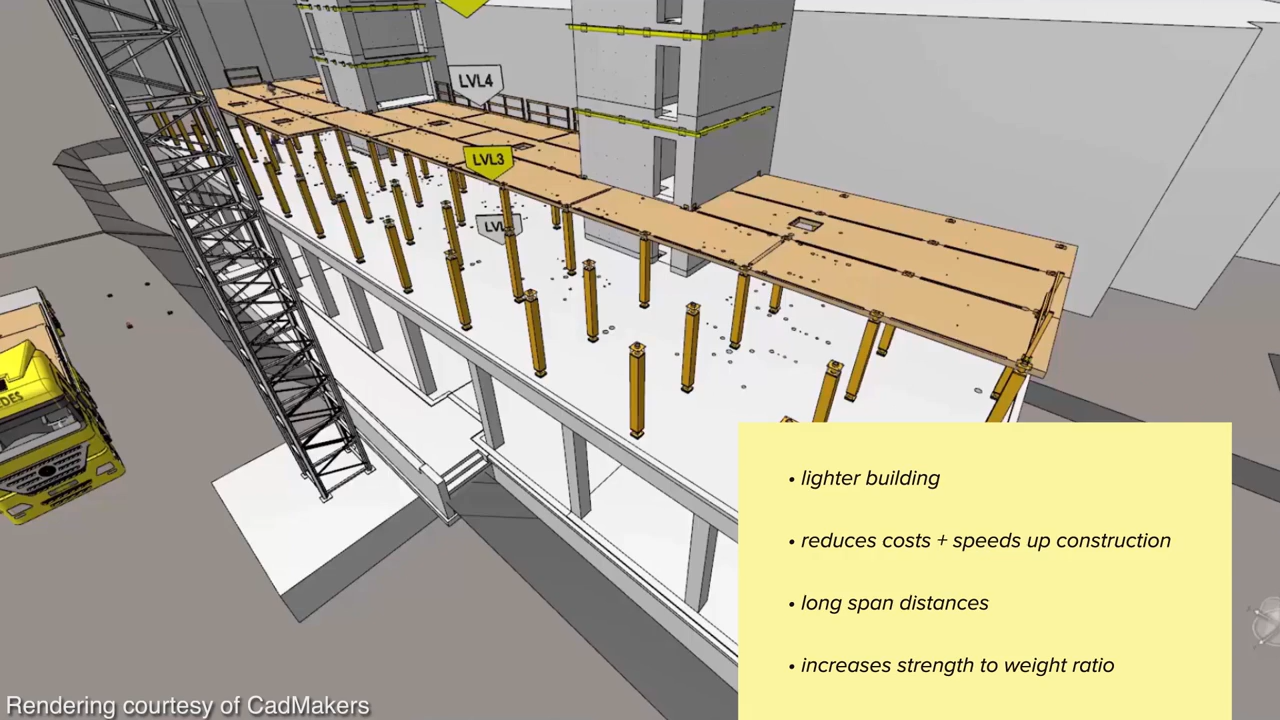 LVL4
LVL3
LVL
DES
• lighter building
• reduces costs + speeds up construction
• long span distances
• increases strength to weight ratio
Rendering courtesy of CadMakers